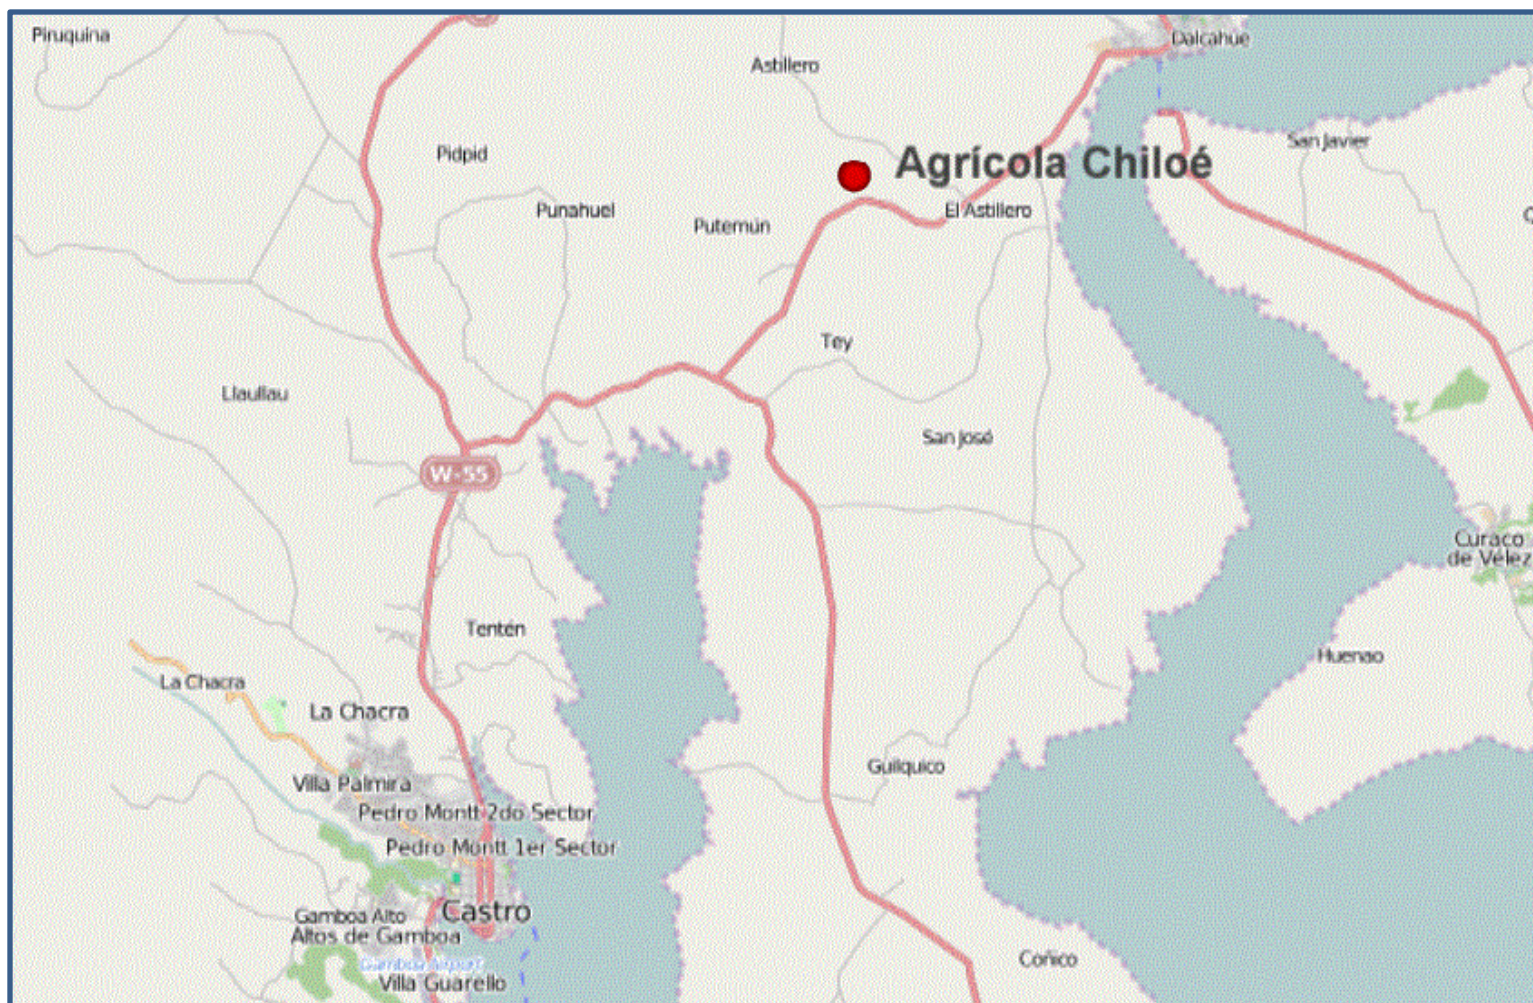 Piruquina
Dalcahue
Astillero
San Javier
Pidpid
Agrícola Chiloé
Punahuel
El Astillero
Putemún
Tey
Llaullau
San José
W-55
Curaco
de Vélez
Tentén
Huenao
La Chacra
La Chacra
Guilquico
Villa Palmira
Pedro Montt 2do Sector
Pedro Montt 1er Sector
Castro
Gamboa Alto
Altos de Gamboa
Coñico
Gamboa Airport
Villa Guarello